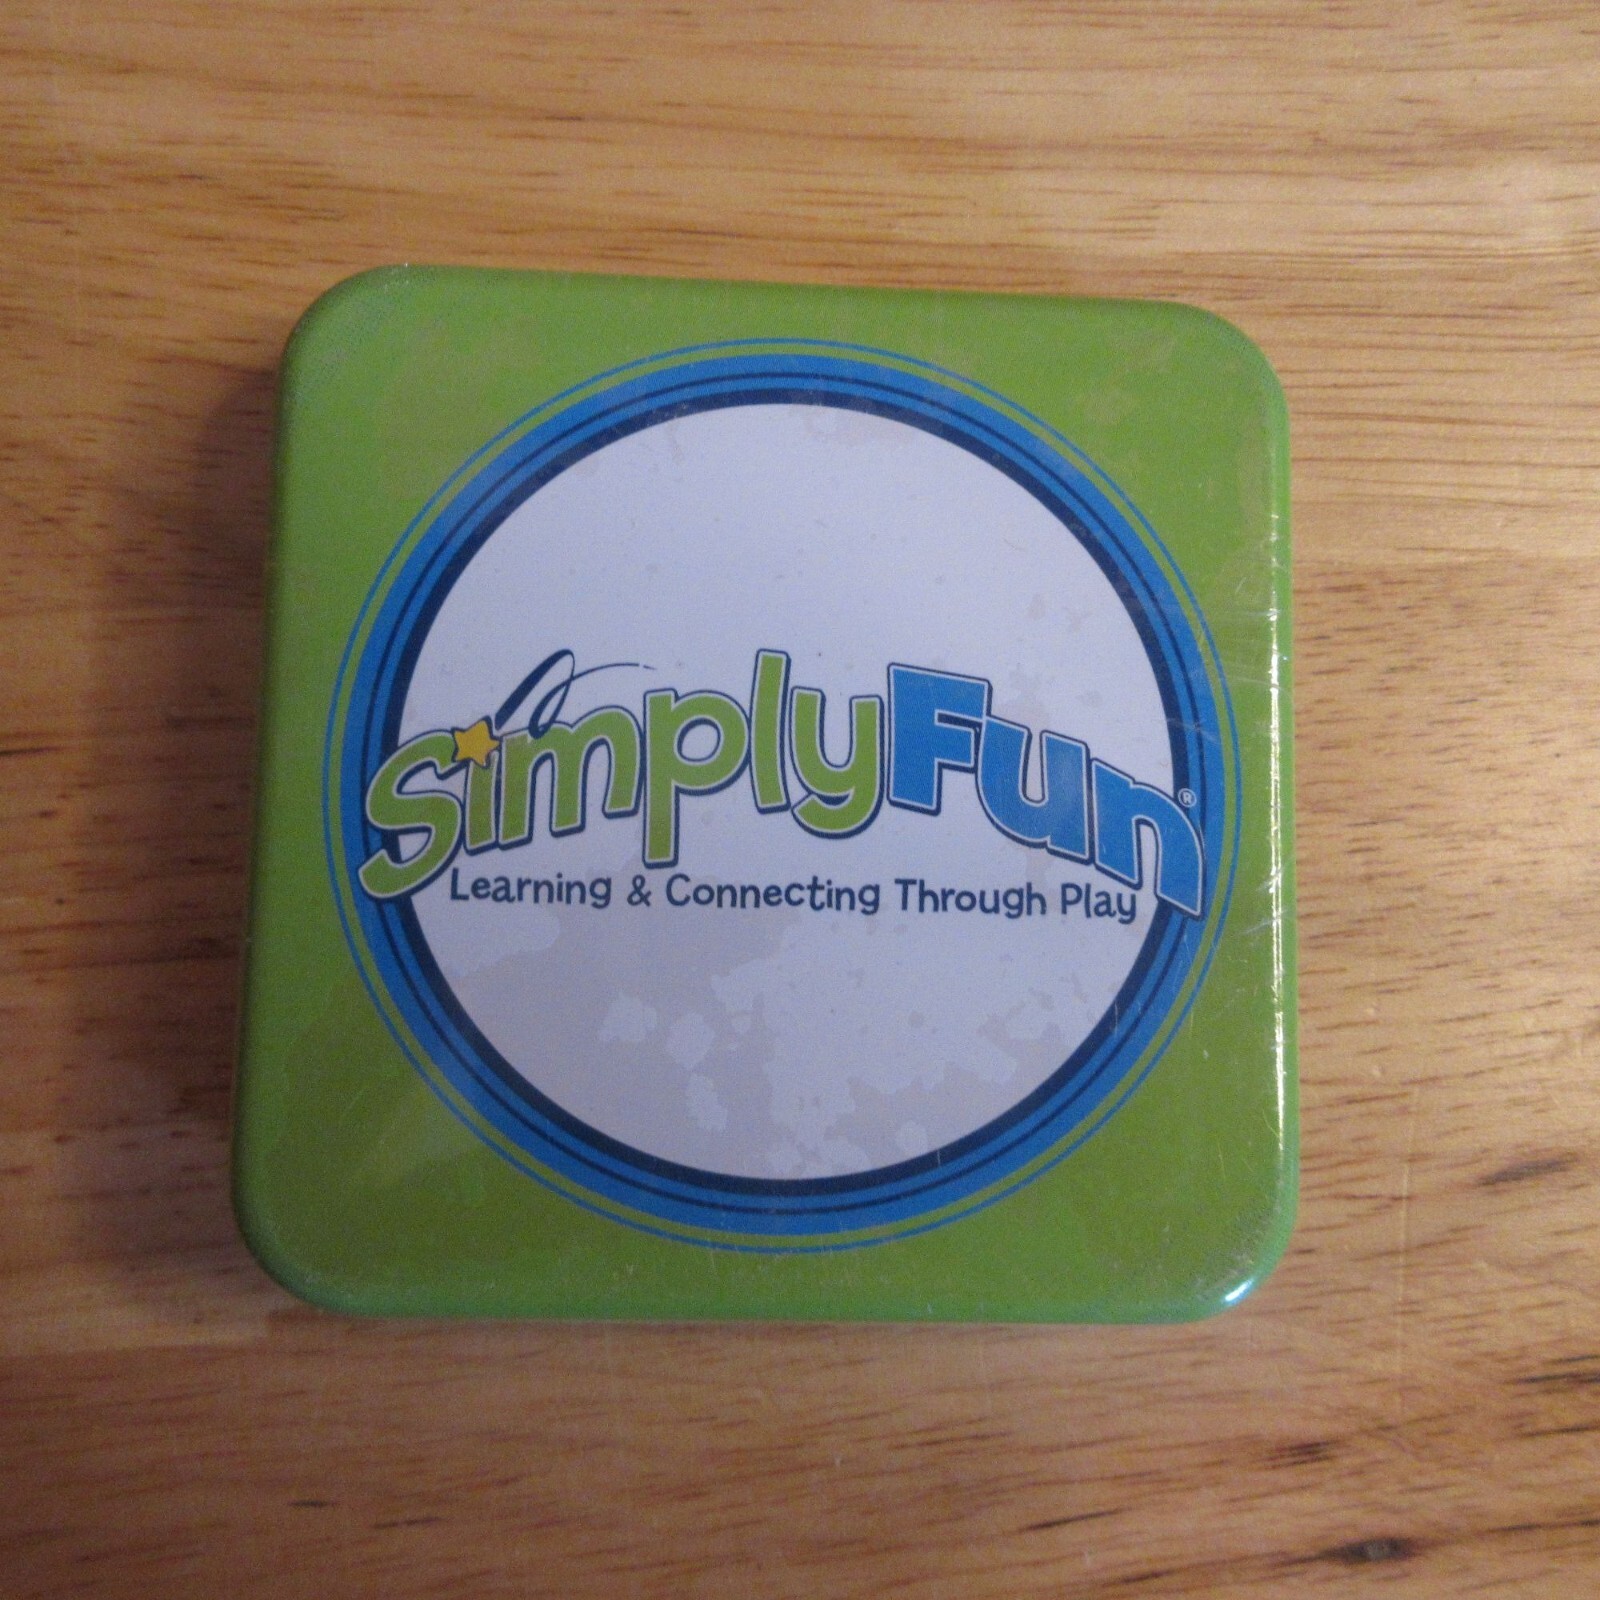 SimplyFun®
Learning & Connecting Through Play